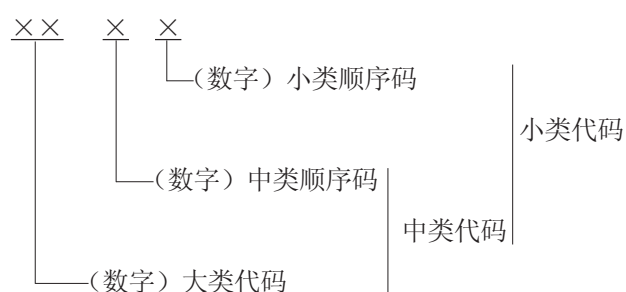 ×× × ×
(数字) 小类顺序码
小类代码
(数字) 中类顺序码
中类代码
(数字) 大类代码